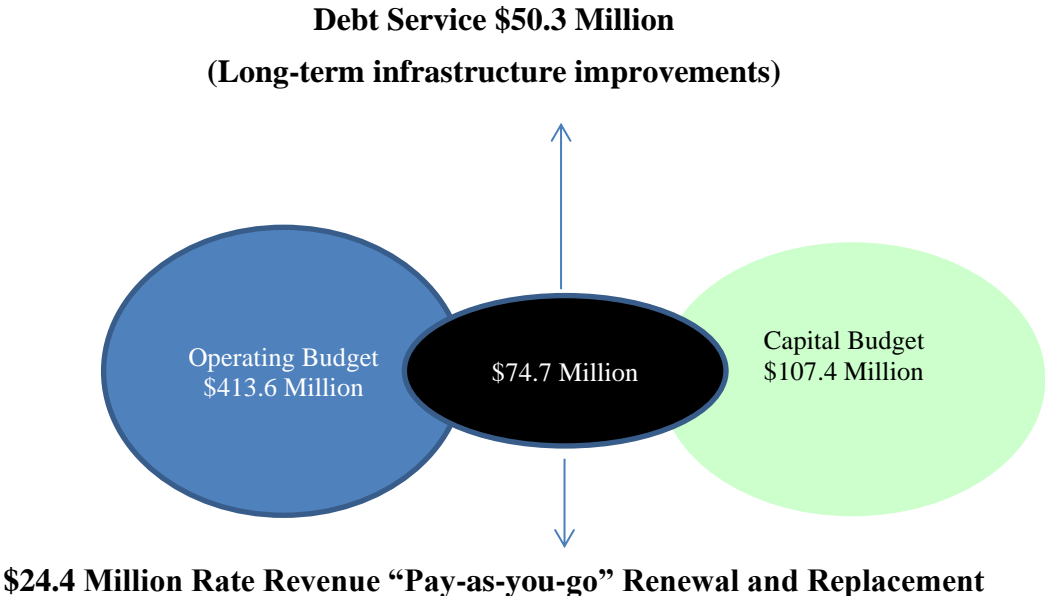 Debt Service $50.3 Million
(Long-term infrastructure improvements)
Operating Budget
$413.6 Million
$74.7 Million
Capital Budget
$107.4 Million
$24.4 Million Rate Revenue “Pay-as-you-go” Renewal and Replacement